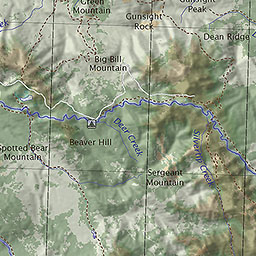 Green
Mountain
Gunsight
Rock
Gunsight
Peak
Dean Ridge
Big Bill
Mountain
Deer Creek
Beaver Hill
Spotted Bear
Mountain
Sergeant
Mountain